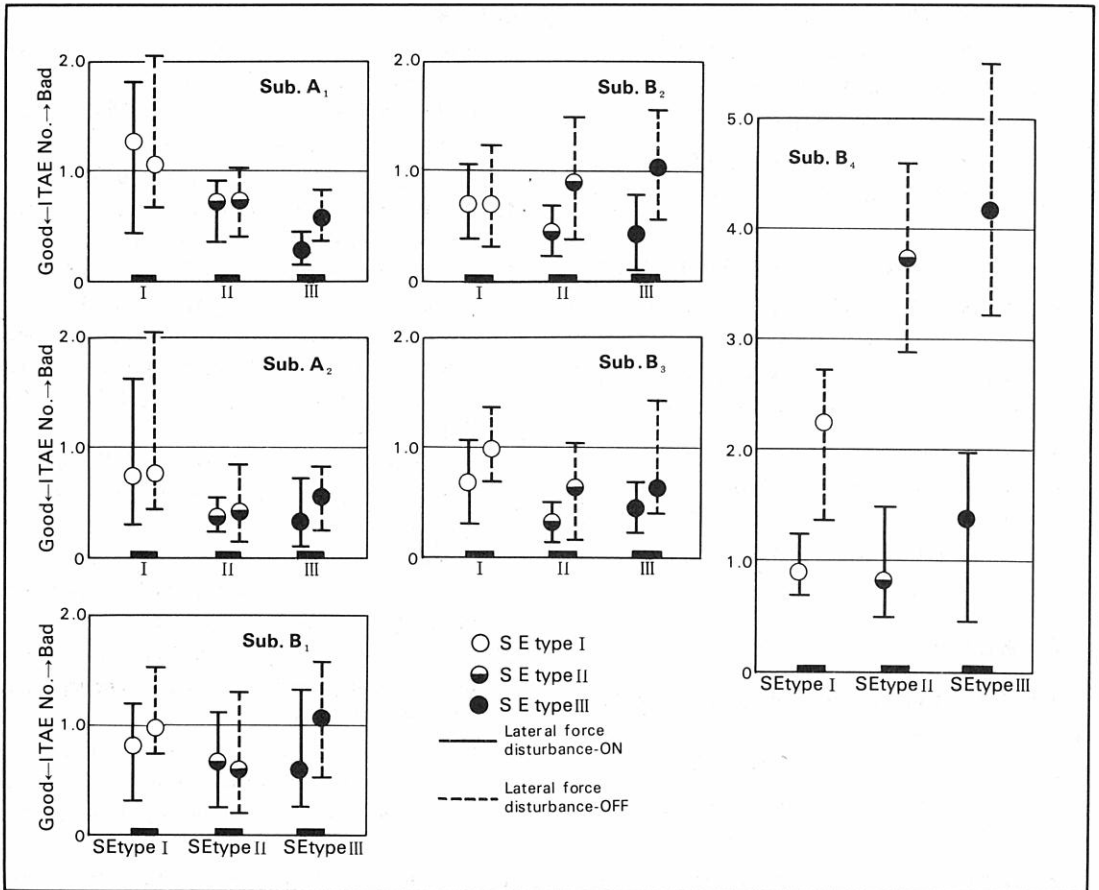 Good←ITAE No.→Bad
2.0
1.0
0
Sub. A₁
I II III
2.0
1.0
0
Sub. B₂
I II III
Good←ITAE No.→Bad
2.0
1.0
0
Sub. A₂
I II III
2.0
1.0
0
Sub. B₃
I II III
Good←ITAE No.→Bad
2.0
1.0
0
Sub. B₁
SEtype I SEtype II SEtype III
S E type I
S E type II
S E type III
Lateral force
disturbance-ON
Lateral force
disturbance-OFF
5.0
4.0
3.0
2.0
1.0
0
Sub. B₄
SEtype I SEtype II SEtype III